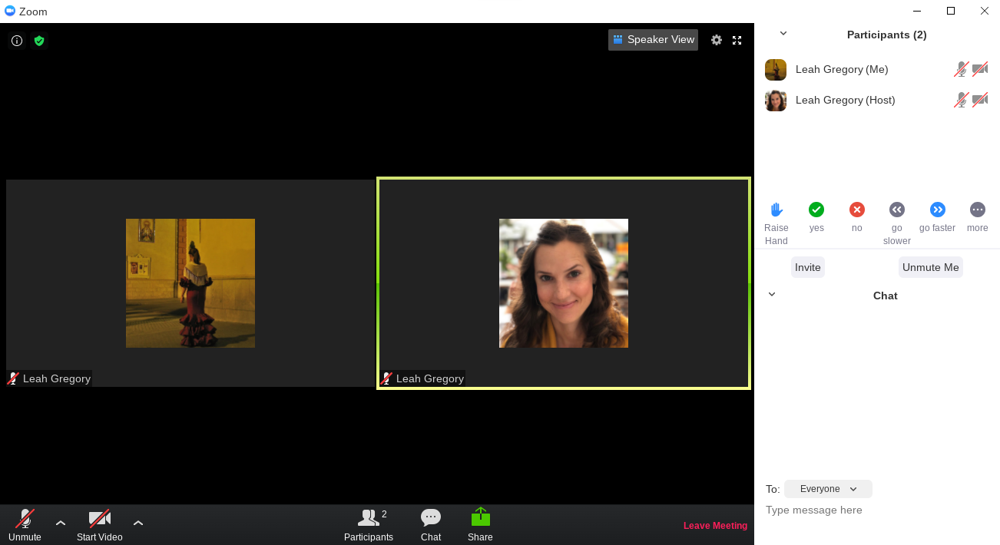 Zoom
Speaker View
Participants (2)
Leah Gregory (Me)
Leah Gregory (Host)
Raise Hand
yes
no
go slower
go faster
more
Invite
Unmute Me
Chat
Leah Gregory
Leah Gregory
To: Everyone
Type message here
Unmute
Start Video
2
Participants
Chat
Share
Leave Meeting